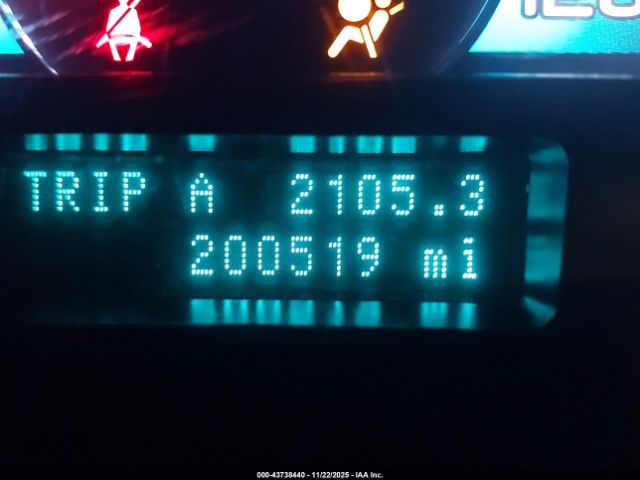 TRIP A 2105.3
200519 mi
000-43738440 - 11/22/2025 - IAA Inc.